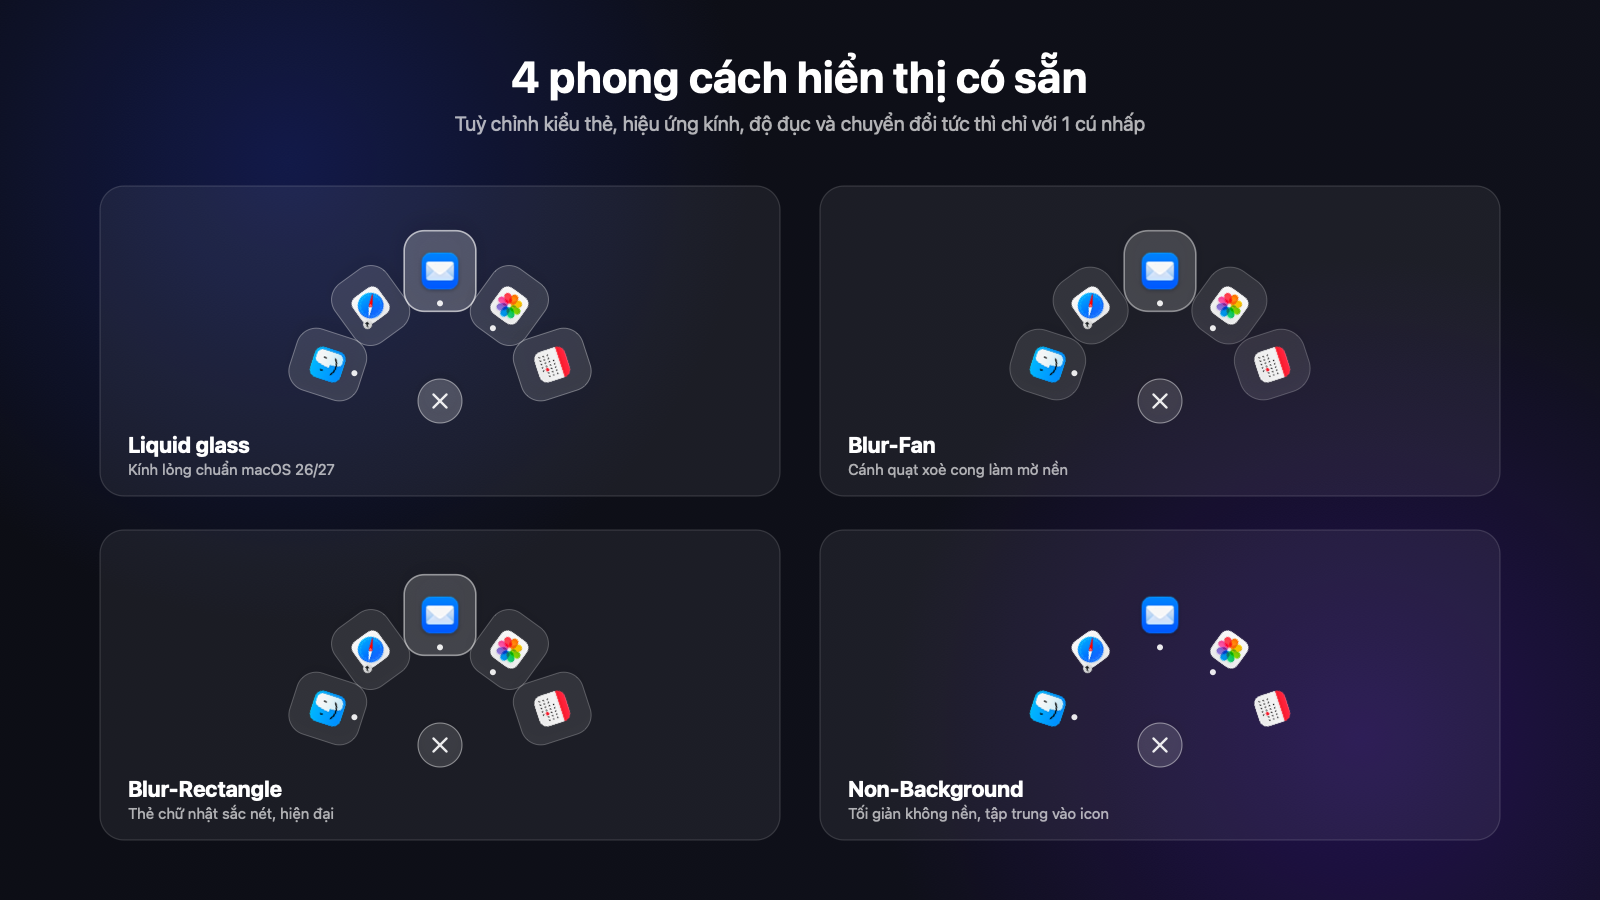 4 phong cách hiển thị có sẵn
Tuỳ chỉnh kiểu thẻ, hiệu ứng kính, độ đục và chuyển đổi tức thì chỉ với 1 cú nhấp
Liquid glass
Kính lỏng chuẩn macOS 26/27
Blur-Fan
Cánh quạt xoè cong làm mờ nền
Blur-Rectangle
Thẻ chữ nhật sắc nét, hiện đại
Non-Background
Tối giản không nền, tập trung vào icon